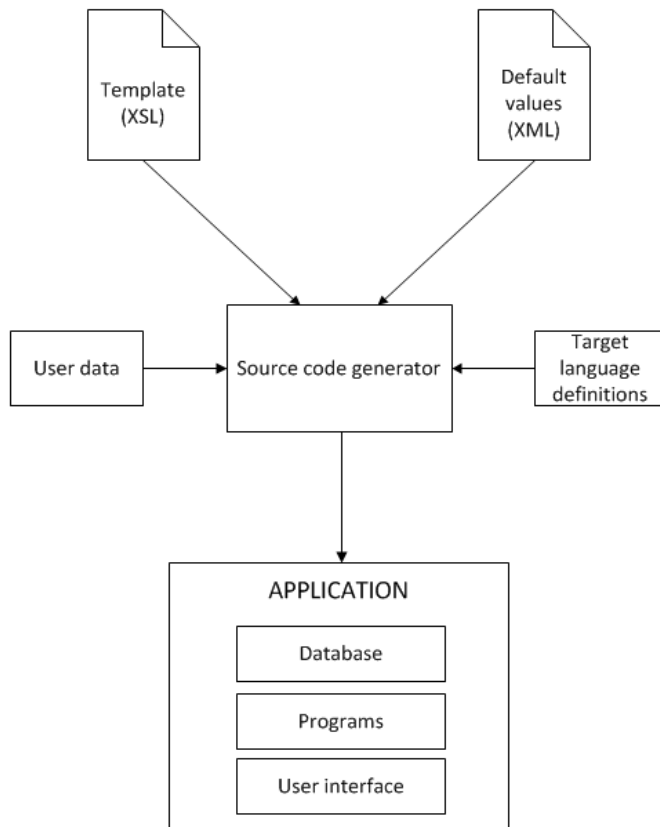 Template
(XSL)
Default
values
(XML)
User data
Source code generator
Target
language
definitions
APPLICATION
Database
Programs
User interface